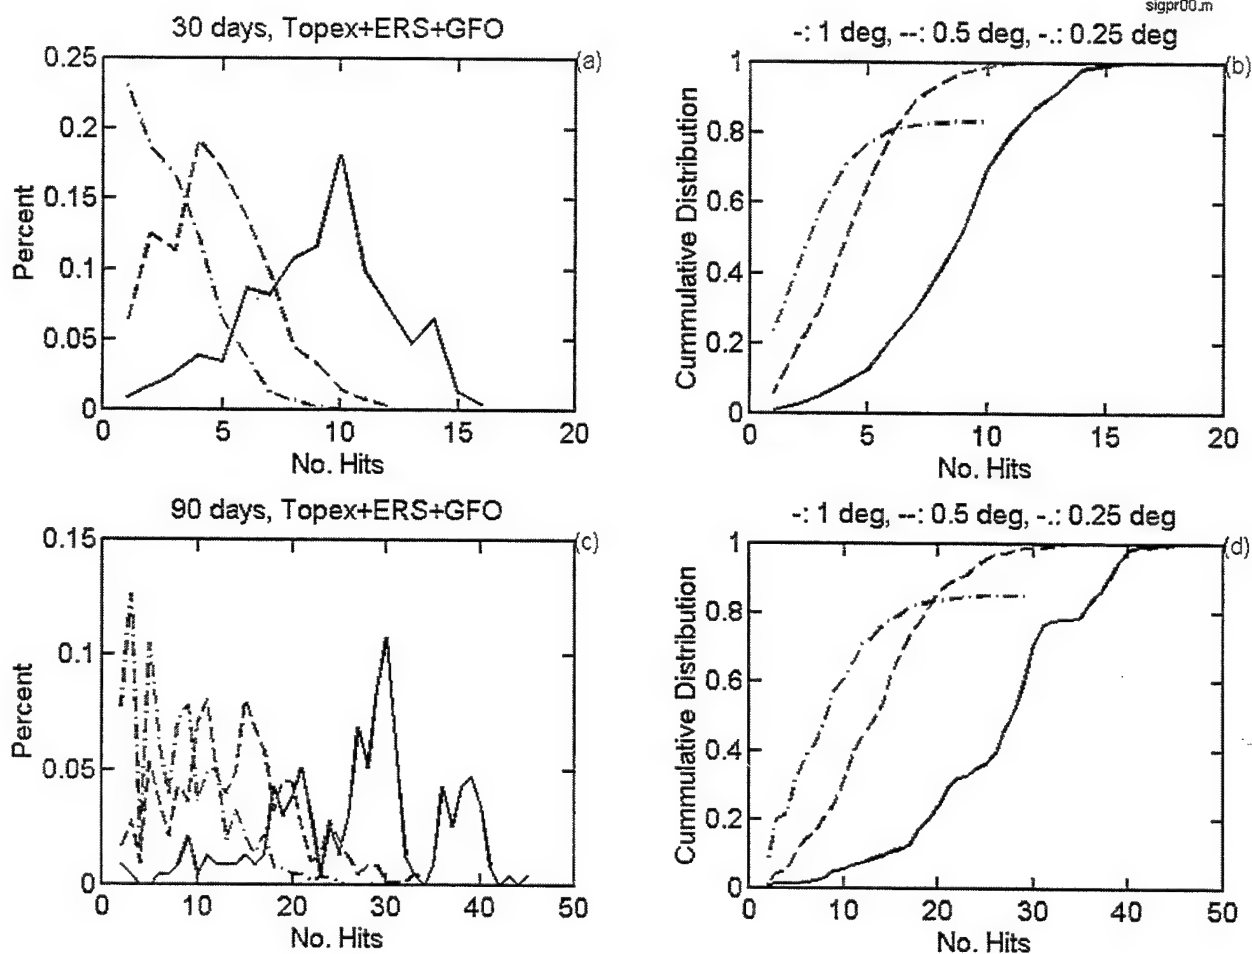 sigpr00.m
30 days, Topex+ERS+GFO
0.25
0.2
0.15
0.1
0.05
0
Percent
0
5
10
15
20
No. Hits
(a)
-: 1 deg, --: 0.5 deg, -.: 0.25 deg
1
0.8
0.6
0.4
0.2
0
Cummulative Distribution
0
5
10
15
20
No. Hits
(b)
90 days, Topex+ERS+GFO
0.15
0.1
0.05
0
Percent
0
10
20
30
40
50
No. Hits
(c)
-: 1 deg, --: 0.5 deg, -.: 0.25 deg
1
0.8
0.6
0.4
0.2
0
Cummulative Distribution
0
10
20
30
40
50
No. Hits
(d)